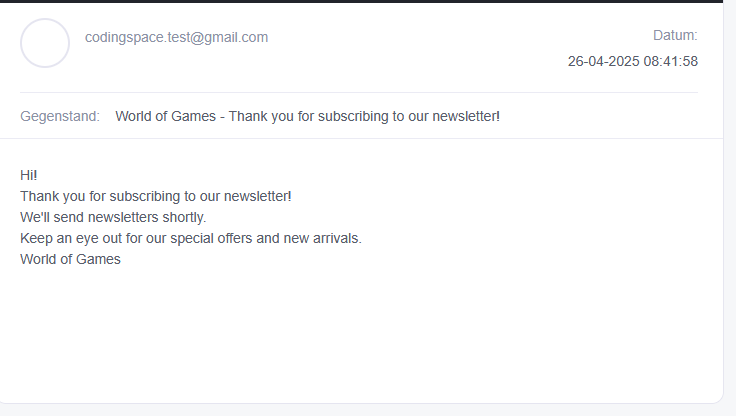 codingspace.test@gmail.com
Datum:
26-04-2025 08:41:58
Gegenstand: World of Games - Thank you for subscribing to our newsletter!
Hi!
Thank you for subscribing to our newsletter!
We'll send newsletters shortly.
Keep an eye out for our special offers and new arrivals.
World of Games